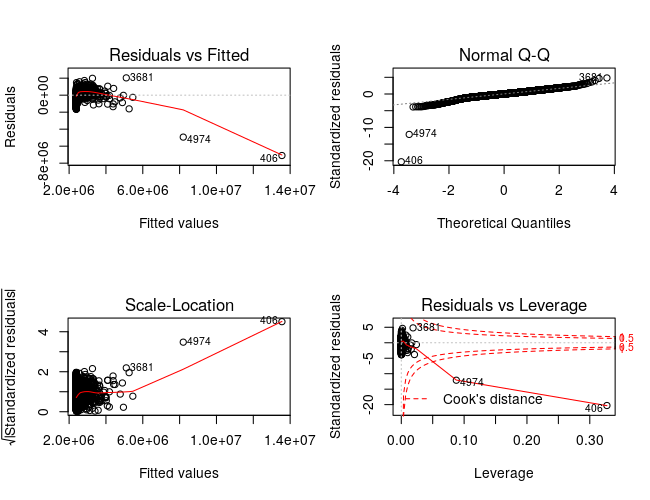 Residuals vs Fitted
Residuals
-8e+06
0e+00
3681
4974
406
2.0e+06
6.0e+06
1.0e+07
1.4e+07
Fitted values
Normal Q-Q
Standardized residuals
-20
-10
0
3681
4974
406
-4
-2
0
2
4
Theoretical Quantiles
Scale-Location
√|Standardized residuals|
0
2
4
406
4974
3681
2.0e+06
6.0e+06
1.0e+07
1.4e+07
Fitted values
Residuals vs Leverage
Standardized residuals
-20
-5
5
3681
4974
406
1
0.5
0.5
Cook's distance
0.00
0.10
0.20
0.30
Leverage